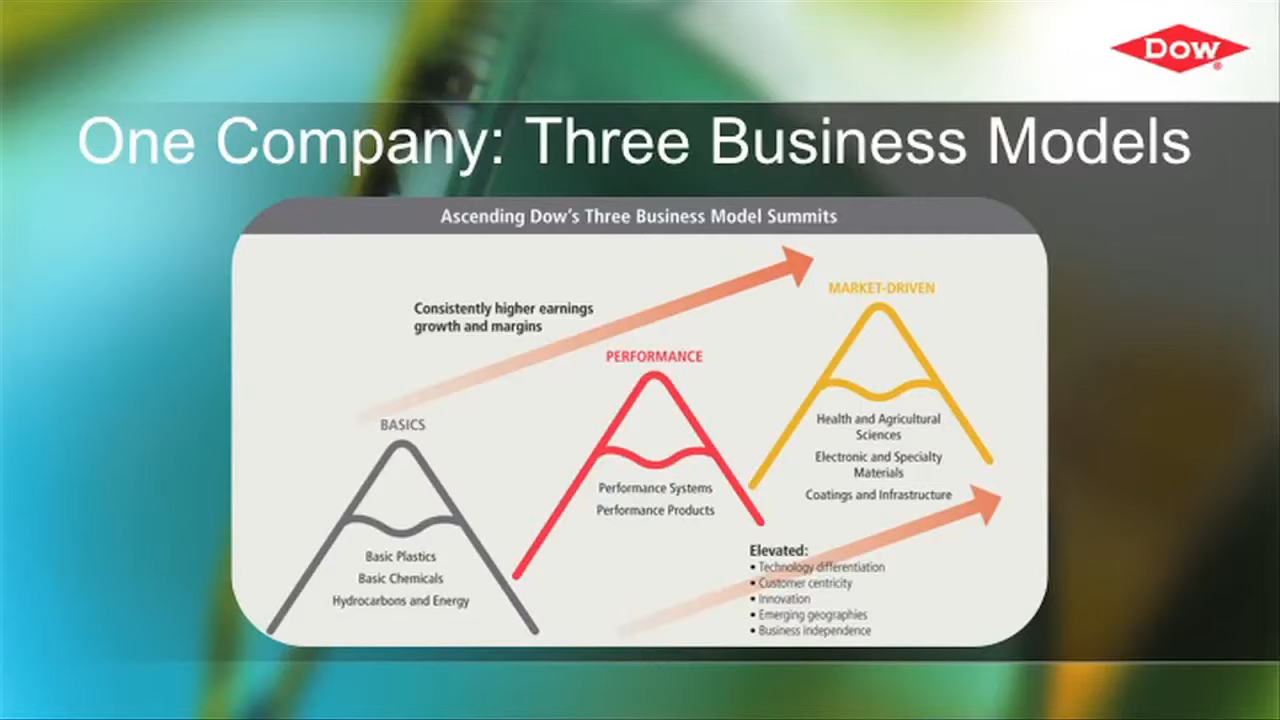 DOW
One Company: Three Business Models
Ascending Dow's Three Business Model Summits
Consistently higher earnings
growth and margins
BASICS
Basic Plastics
Basic Chemicals
Hydrocarbons and Energy
PERFORMANCE
Performance Systems
Performance Products
MARKET-DRIVEN
Health and Agricultural
Sciences
Electronic and Specialty
Materials
Coatings and Infrastructure
Elevated:
• Technology differentiation
• Customer centricity
• Innovation
• Emerging geographies
• Business independence